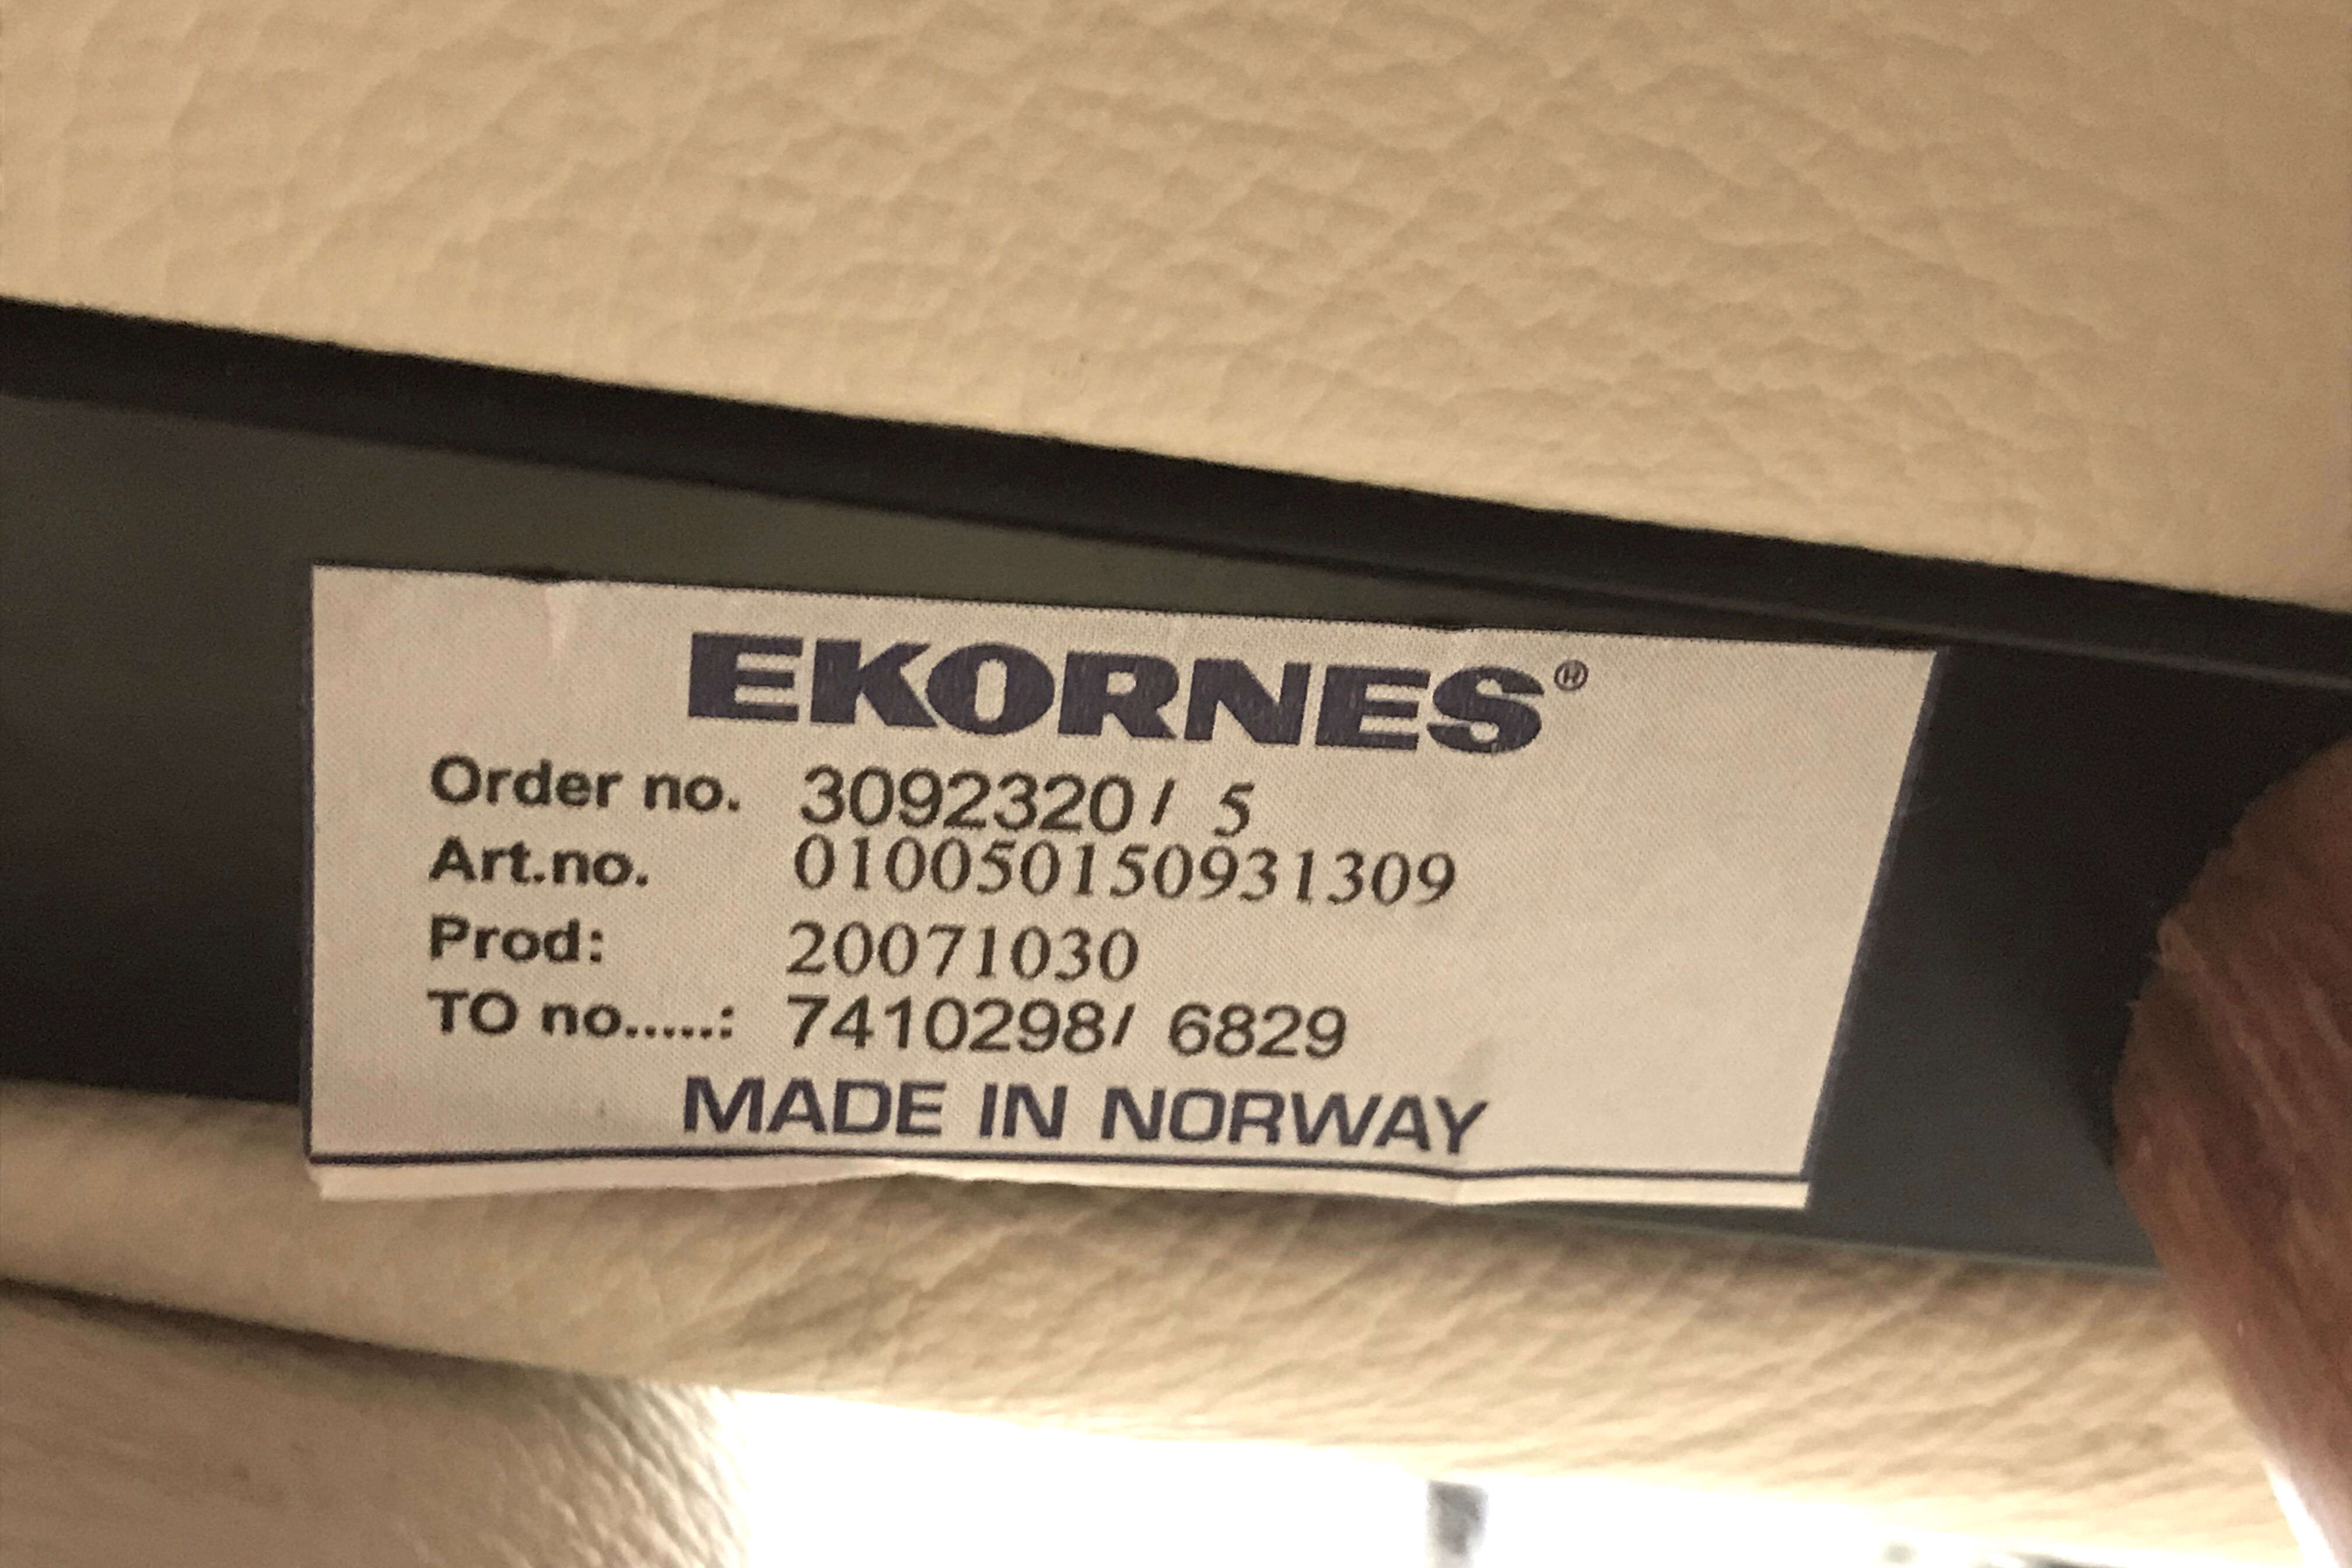 EKORNES®
Order no. 3092320/ 5
Art.no. 010050150931309
Prod: 20071030
TO no.....: 7410298/ 6829
MADE IN NORWAY